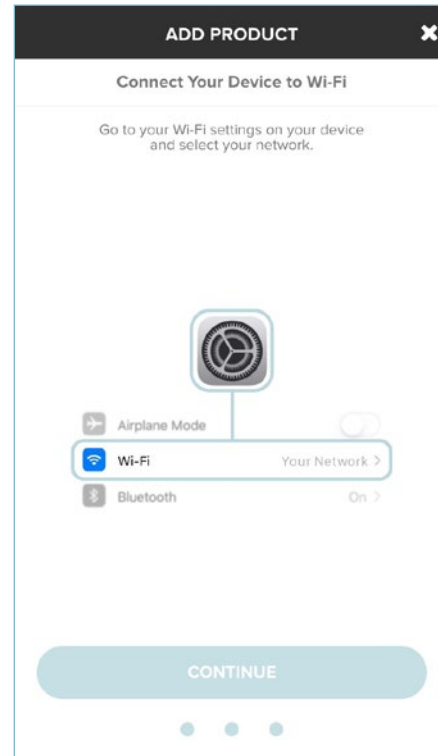 ADD PRODUCT
Connect Your Device to Wi-Fi
Go to your Wi-Fi settings on your device
and select your network.
Airplane Mode
Wi-Fi Your Network >
Bluetooth On >
CONTINUE